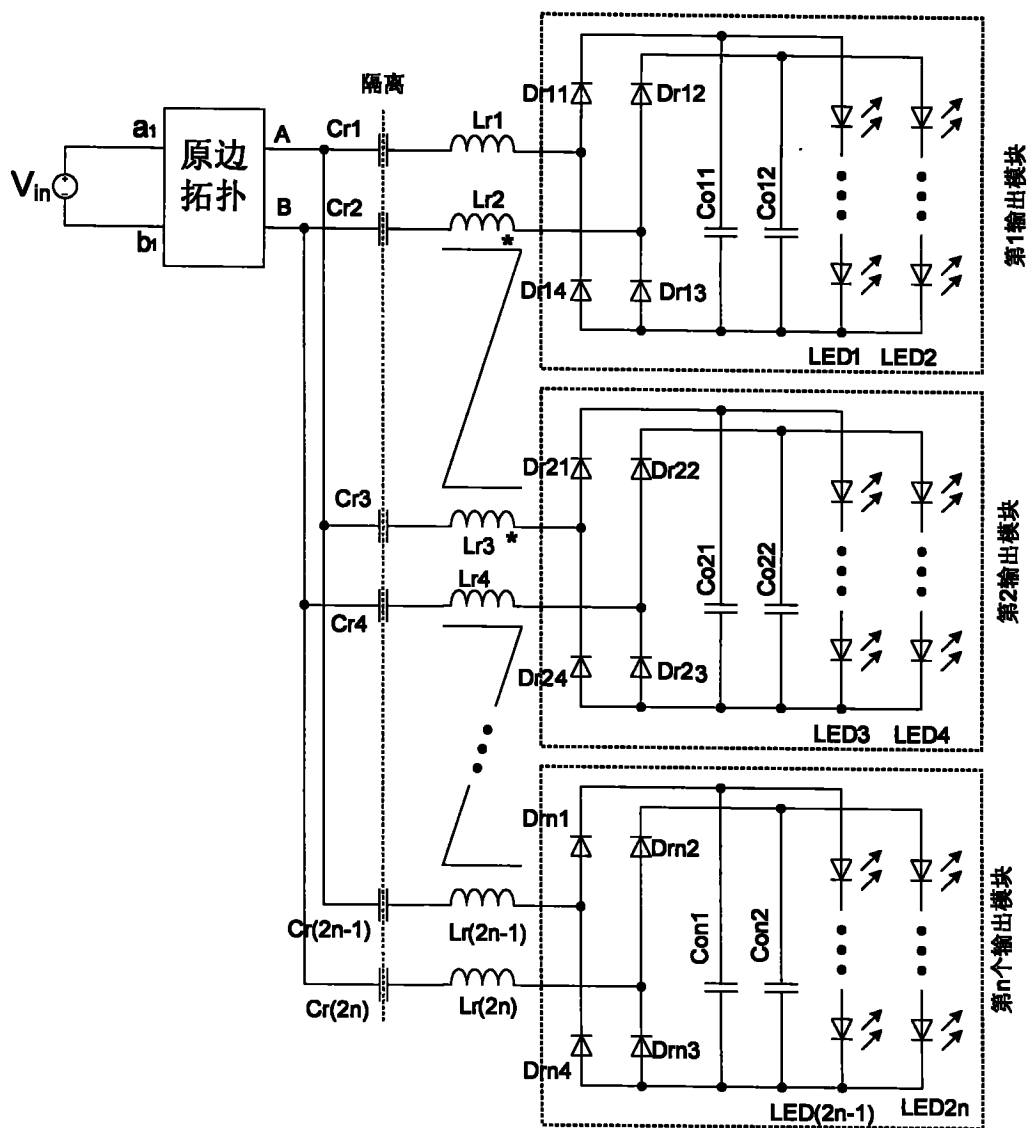 隔离
a1
b1
Vin
原边
拓扑
A
B
Cr1
Lr1
Cr2
Lr2
*
Dr11
Dr12
Dr14
Dr13
Co11
Co12
LED1
LED2
第1输出模块
Cr3
Lr3
*
Lr4
Cr4
Dr21
Dr22
Dr24
Dr23
Co21
Co22
LED3
LED4
第2输出模块
Cr(2n-1)
Lr(2n-1)
Cr(2n)
Lr(2n)
Drn1
Drn2
Drn4
Drn3
Con1
Con2
LED(2n-1)
LED2n
第n个输出模块